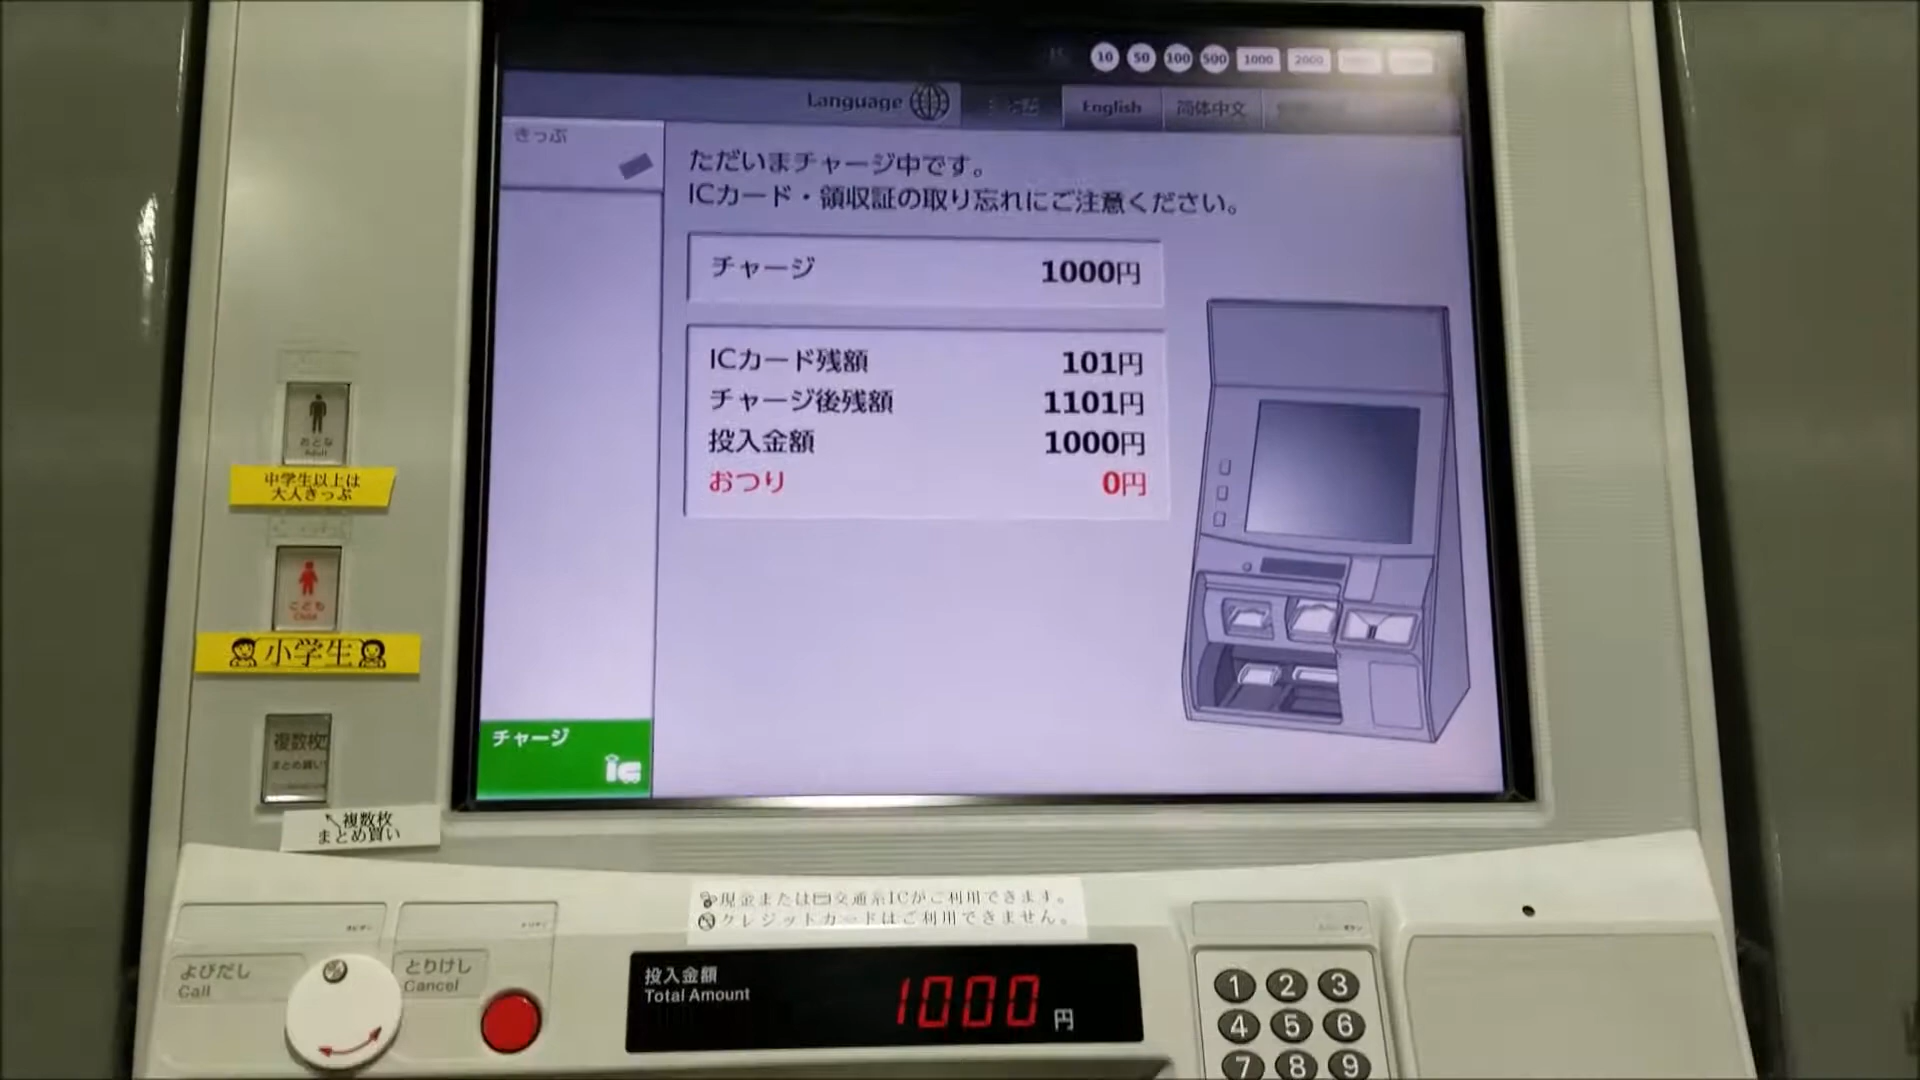 10 50 100 500 1000 2000
Language English 简体中文
きっぷ
ただいまチャージ中です。
ICカード・領収証の取り忘れにご注意ください。
チャージ 1000円
ICカード残額 101円
チャージ後残額 1101円
投入金額 1000円
おつり 0円
チャージ
おとな
Adult
中学生以上は
大人きっぷ
こども
Child
小学生
複数枚
まとめ買い
↖複数枚
まとめ買い
現金または交通系ICがご利用できます。
クレジットカードはご利用できません。
よびだし
Call
とりけし
Cancel
投入金額
Total Amount
1000円
1 2 3
4 5 6
7 8 9